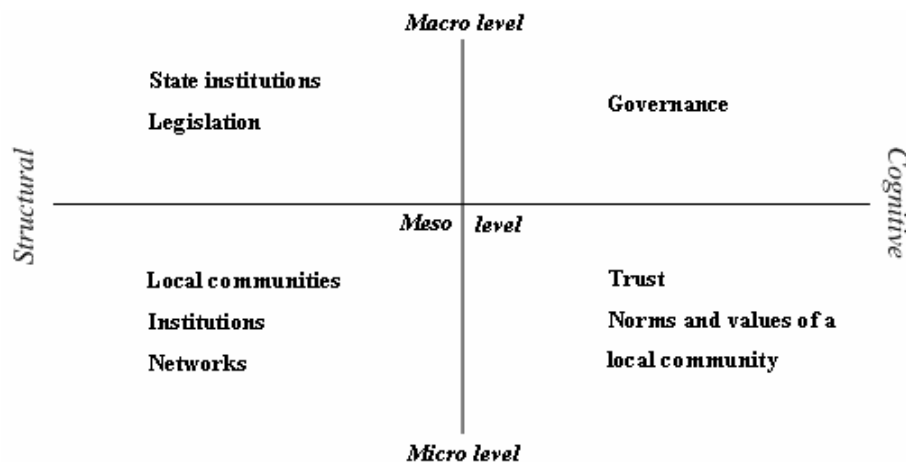 Macro level
State institutions
Legislation
Governance
Structural
Cognitive
Meso level
Local communities
Institutions
Networks
Trust
Norms and values of a
local community
Micro level